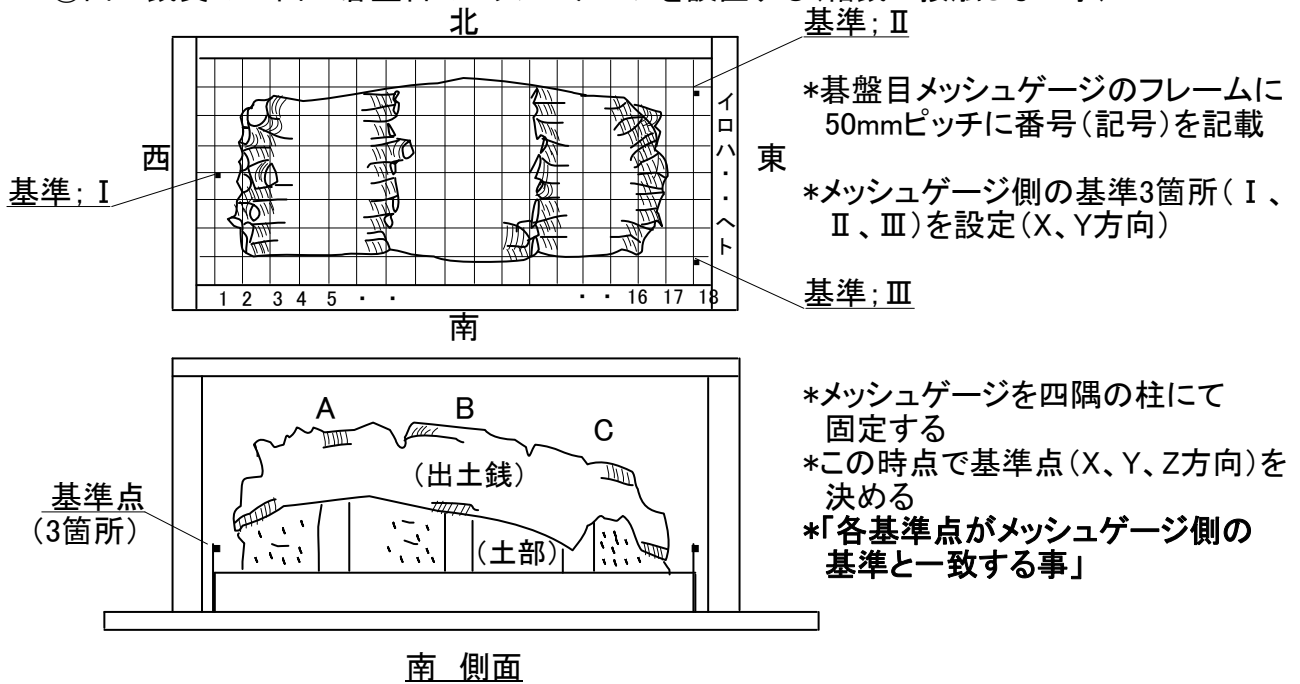 北
基準；Ⅱ
*碁盤目メッシュゲージのフレームに
50mmピッチに番号(記号)を記載
イ
ロ
ハ
・
・
ヘ
ト
西
東
基準；Ⅰ
*メッシュゲージ側の基準3箇所(Ⅰ、
Ⅱ、Ⅲ)を設定(X、Y方向)
1 2 3 4 5 ・ ・ ・ ・ 16 17 18
基準；Ⅲ
南
A B C
(出土銭)
(土部)
基準点
(3箇所)
*メッシュゲージを四隅の柱にて
固定する
*この時点で基準点(X、Y、Z方向)を
決める
*「各基準点がメッシュゲージ側の
基準と一致する事」
南 側面